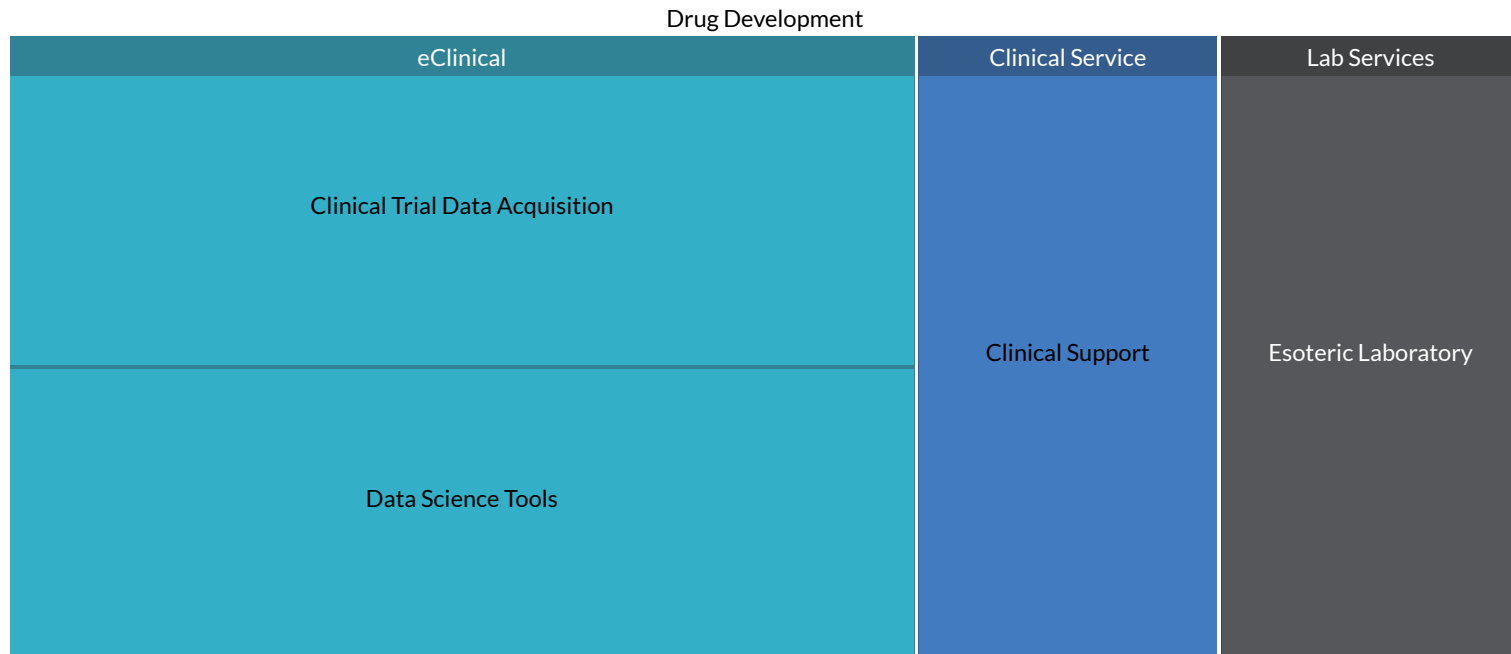 Drug Development
eClinical
Clinical Service
Lab Services
Clinical Trial Data Acquisition
Clinical Support
Esoteric Laboratory
Data Science Tools